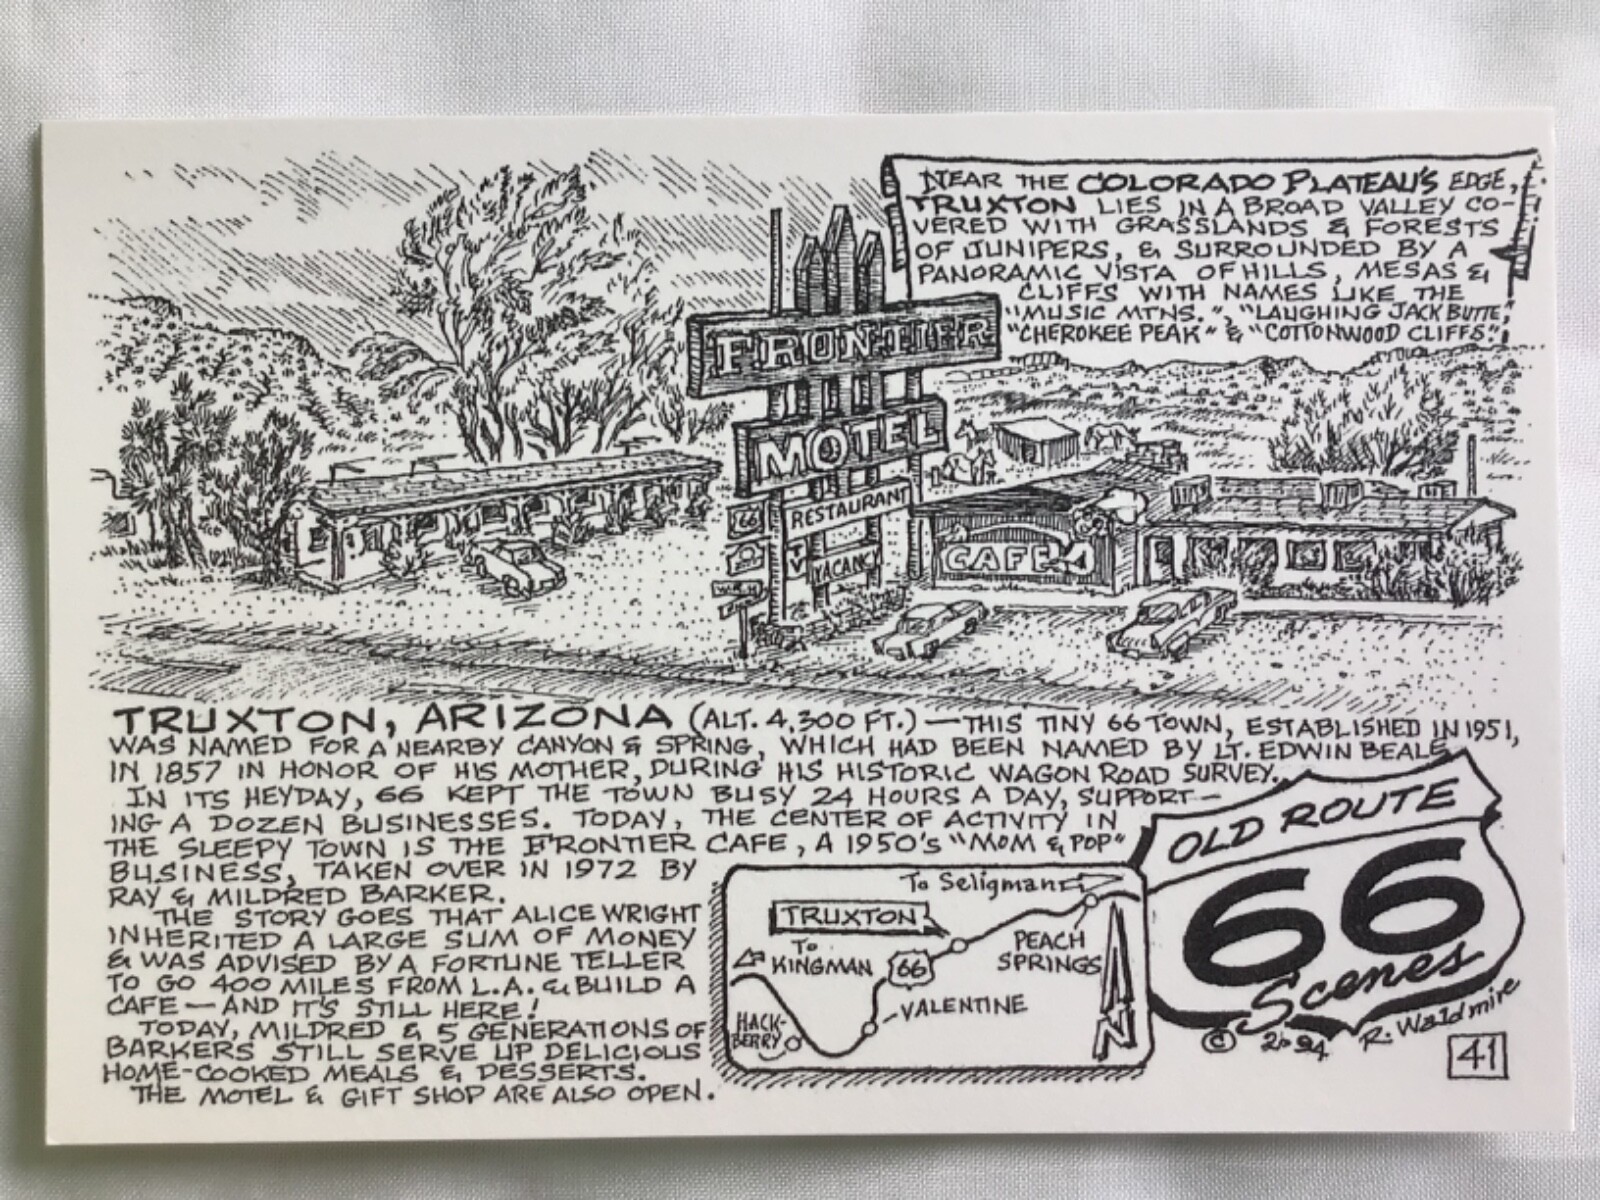 NEAR THE COLORADO PLATEAU'S EDGE,
TRUXTON LIES IN A BROAD VALLEY CO-
VERED WITH GRASSLANDS & FORESTS
OF JUNIPERS, & SURROUNDED BY A
PANORAMIC VISTA OF HILLS, MESAS &
CLIFFS WITH NAMES LIKE THE
"MUSIC MTNS.", "LAUGHING JACK BUTTE,"
"CHEROKEE PEAK" & "COTTONWOOD CLIFFS".
FRONTIER
MOTEL
RESTAURANT
66
TV
VACANCY
CAFE
TRUXTON, ARIZONA (ALT. 4,300 FT.) — THIS TINY 66 TOWN, ESTABLISHED IN 1951,
WAS NAMED FOR A NEARBY CANYON & SPRING, WHICH HAD BEEN NAMED BY LT. EDWIN BEALE
IN 1857 IN HONOR OF HIS MOTHER, DURING HIS HISTORIC WAGON ROAD SURVEY.
IN ITS HEYDAY, 66 KEPT THE TOWN BUSY 24 HOURS A DAY, SUPPORT-
ING A DOZEN BUSINESSES. TODAY, THE CENTER OF ACTIVITY IN
THE SLEEPY TOWN IS THE FRONTIER CAFE, A 1950'S "MOM & POP"
BUSINESS, TAKEN OVER IN 1972 BY
RAY & MILDRED BARKER.
THE STORY GOES THAT ALICE WRIGHT
INHERITED A LARGE SUM OF MONEY
& WAS ADVISED BY A FORTUNE TELLER
TO GO 400 MILES FROM L.A. & BUILD A
CAFE — AND IT'S STILL HERE!
TODAY, MILDRED & 5 GENERATIONS OF
BARKERS STILL SERVE UP DELICIOUS
HOME-COOKED MEALS & DESSERTS.
THE MOTEL & GIFT SHOP ARE ALSO OPEN.
To Seligman
TRUXTON
To
KINGMAN
66
PEACH
SPRINGS
VALENTINE
HACK-
BERRY
N
OLD ROUTE
66
Scenes
©
R. Waldmire
41